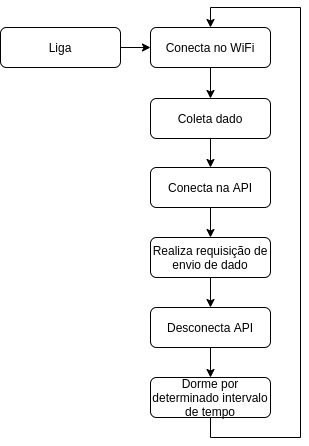 Liga
Conecta no WiFi
Coleta dado
Conecta na API
Realiza requisição de
envio de dado
Desconecta API
Dorme por
determinado intervalo
de tempo